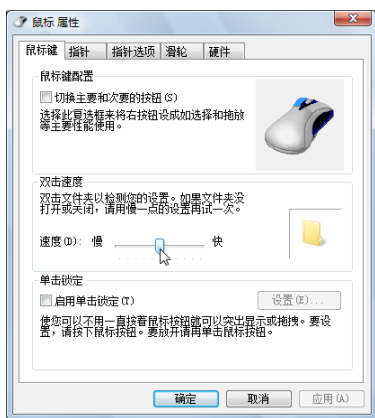 鼠标 属性
鼠标键 指针 指针选项 滑轮 硬件
鼠标键配置
切换主要和次要的按钮(S)
选择此复选框来将右按钮设成如选择和拖放
等主要性能使用。
双击速度
双击文件夹以检测您的设置。如果文件夹没
打开或关闭，请用慢一点的设置再试一次。
速度(D): 慢 快
单击锁定
启用单击锁定(T) 设置(E)...
使您可以不用一直按着鼠标按钮就可以突出显示或拖拽。要设
置，请按下鼠标按钮。要放开请再单击鼠标按
钮。
确定 取消 应用(A)